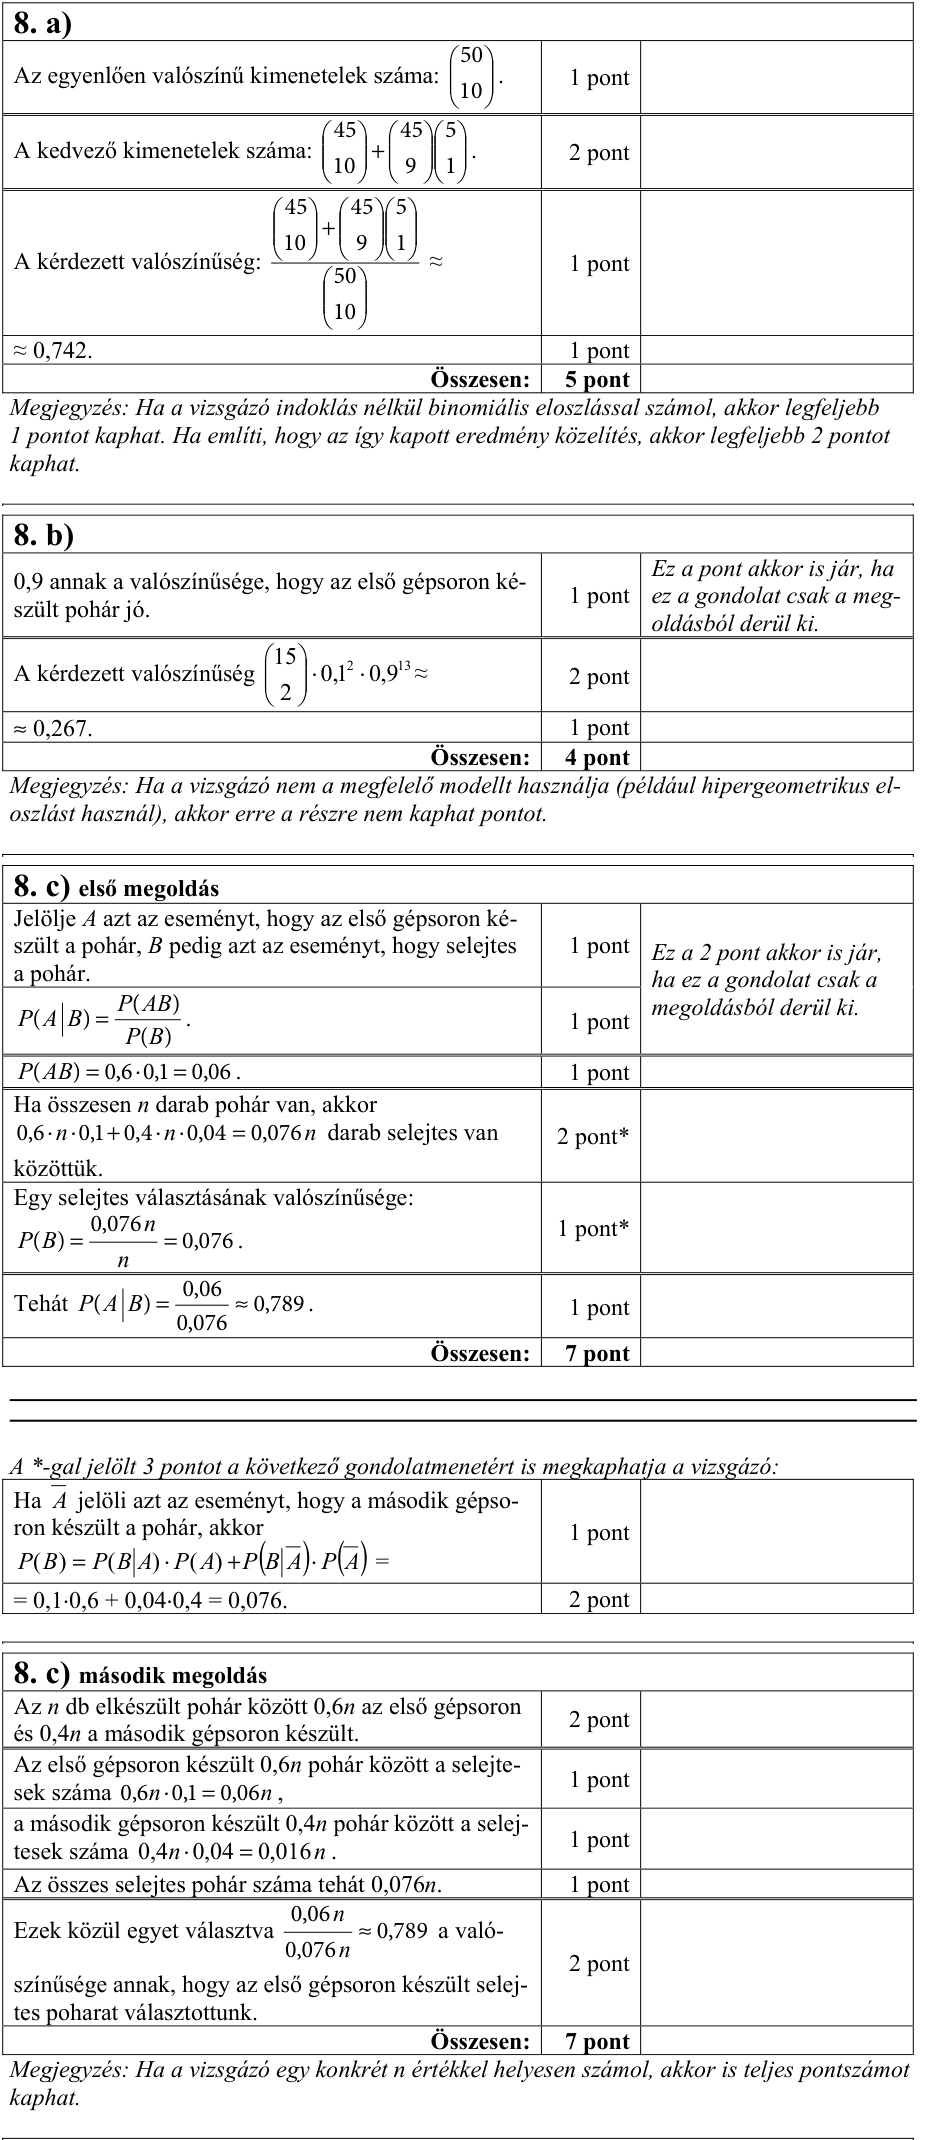 8. a)
Az egyenlően valószínű kimenetelek száma: $\binom{50}{10}$. 1 pont
A kedvező kimenetelek száma: $\binom{45}{10}+\binom{45}{9}\binom{5}{1}$. 2 pont
A kérdezett valószínűség: $\frac{\binom{45}{10}+\binom{45}{9}\binom{5}{1}}{\binom{50}{10}}$ ≈ 1 pont
≈ 0,742. 1 pont
Összesen: 5 pont
Megjegyzés: Ha a vizsgázó indoklás nélkül binomiális eloszlással számol, akkor legfeljebb
1 pontot kaphat. Ha említi, hogy az így kapott eredmény közelítés, akkor legfeljebb 2 pontot
kaphat.
8. b)
0,9 annak a valószínűsége, hogy az első gépsoron ké-
szült pohár jó.
1 pont
Ez a pont akkor is jár, ha
ez a gondolat csak a meg-
oldásból derül ki.
A kérdezett valószínűség $\binom{15}{2}\cdot 0,1^2\cdot 0,9^{13}$ ≈ 2 pont
≈ 0,267. 1 pont
Összesen: 4 pont
Megjegyzés: Ha a vizsgázó nem a megfelelő modellt használja (például hipergeometrikus el-
oszlást használ), akkor erre a részre nem kaphat pontot.
8. c) első megoldás
Jelölje A azt az eseményt, hogy az első gépsoron ké-
szült a pohár, B pedig azt az eseményt, hogy selejtes
a pohár.
1 pont
Ez a 2 pont akkor is jár,
ha ez a gondolat csak a
megoldásból derül ki.
$P(A|B)=\frac{P(AB)}{P(B)}$. 1 pont
P(AB) = 0,6·0,1 = 0,06. 1 pont
Ha összesen n darab pohár van, akkor
0,6·n·0,1+0,4·n·0,04 = 0,076n darab selejtes van
közöttük.
2 pont*
Egy selejtes választásának valószínűsége:
$P(B)=\frac{0,076n}{n}=0,076$.
1 pont*
Tehát $P(A|B)=\frac{0,06}{0,076}\approx 0,789$. 1 pont
Összesen: 7 pont
A *-gal jelölt 3 pontot a következő gondolatmenetért is megkaphatja a vizsgázó:
Ha $\overline{A}$ jelöli azt az eseményt, hogy a második gépso-
ron készült a pohár, akkor
$P(B)=P(B|A)\cdot P(A)+P(B|\overline{A})\cdot P(\overline{A})=$
1 pont
= 0,1·0,6 + 0,04·0,4 = 0,076. 2 pont
8. c) második megoldás
Az n db elkészült pohár között 0,6n az első gépsoron
és 0,4n a második gépsoron készült.
2 pont
Az első gépsoron készült 0,6n pohár között a selejte-
sek száma 0,6n·0,1 = 0,06n,
1 pont
a második gépsoron készült 0,4n pohár között a selej-
tesek száma 0,4n·0,04 = 0,016n.
1 pont
Az összes selejtes pohár száma tehát 0,076n. 1 pont
Ezek közül egyet választva $\frac{0,06n}{0,076n}\approx 0,789$ a való-
színűsége annak, hogy az első gépsoron készült selej-
tes poharat választottunk.
2 pont
Összesen: 7 pont
Megjegyzés: Ha a vizsgázó egy konkrét n értékkel helyesen számol, akkor is teljes pontszámot
kaphat.